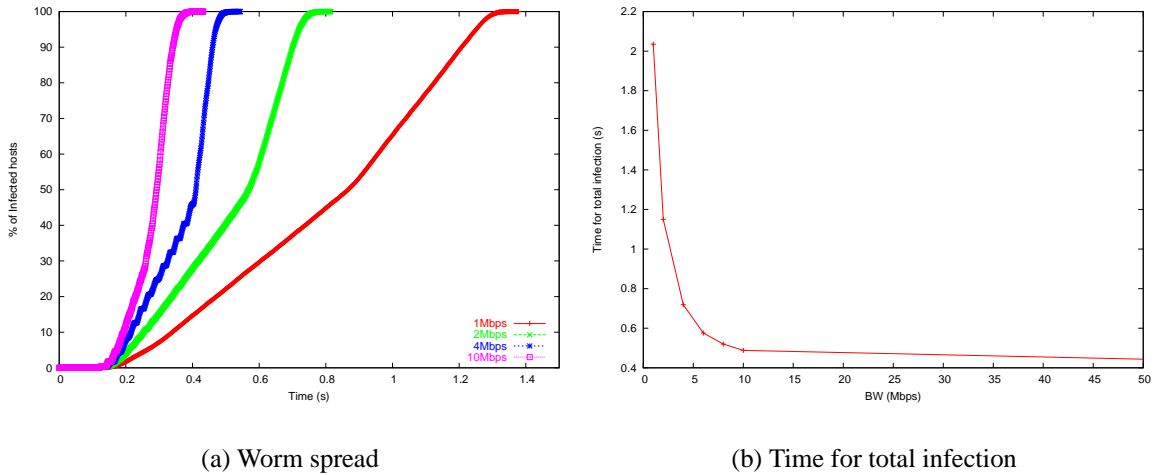 100
90
80
70
60
50
40
30
20
10
0
% of Infected hosts
1Mbps
2Mbps
4Mbps
10Mbps
0 0.2 0.4 0.6 0.8 1 1.2 1.4
Time (s)
2.2
2
1.8
1.6
1.4
1.2
1
0.8
0.6
0.4
Time for total infection (s)
0 5 10 15 20 25 30 35 40 45 50
BW (Mbps)
(a) Worm spread
(b) Time for total infection